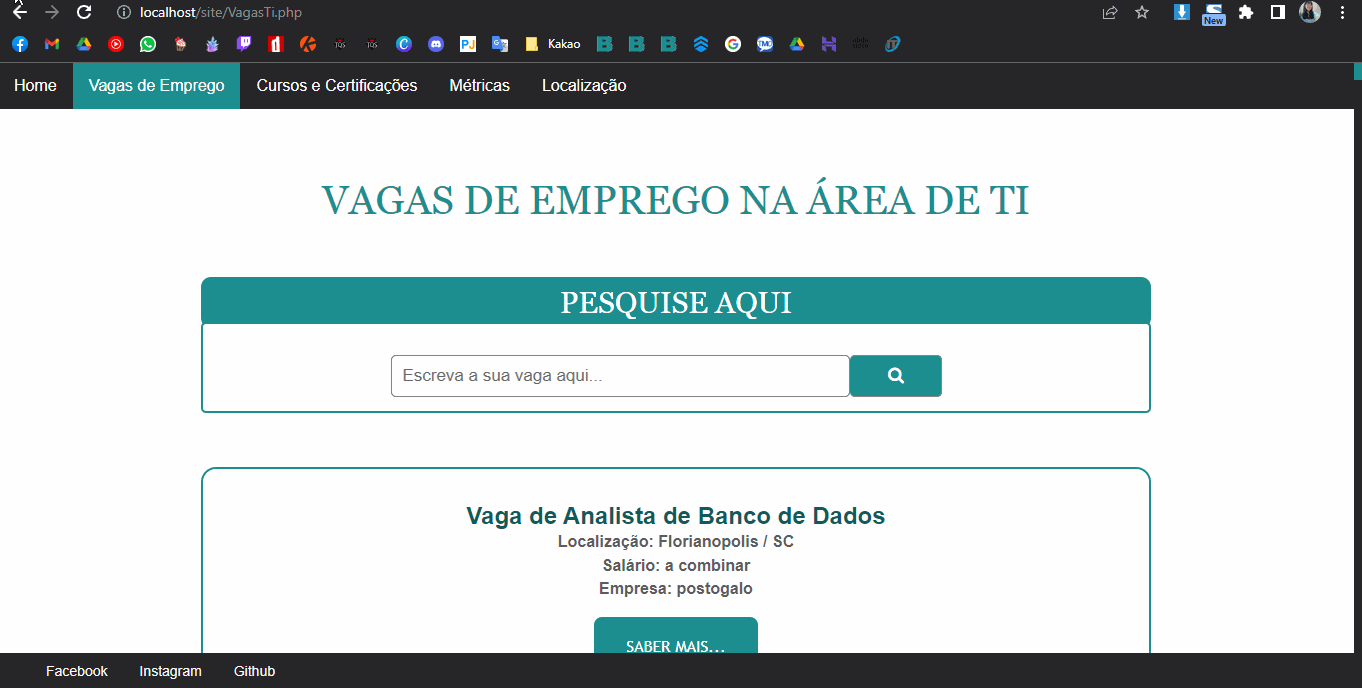 localhost/site/VagasTi.php
New
Kakao
Home Vagas de Emprego Cursos e Certificações Métricas Localização
VAGAS DE EMPREGO NA ÁREA DE TI
PESQUISE AQUI
Escreva a sua vaga aqui...
Vaga de Analista de Banco de Dados
Localização: Florianopolis / SC
Salário: a combinar
Empresa: postogalo
SABER MAIS...
Facebook Instagram Github